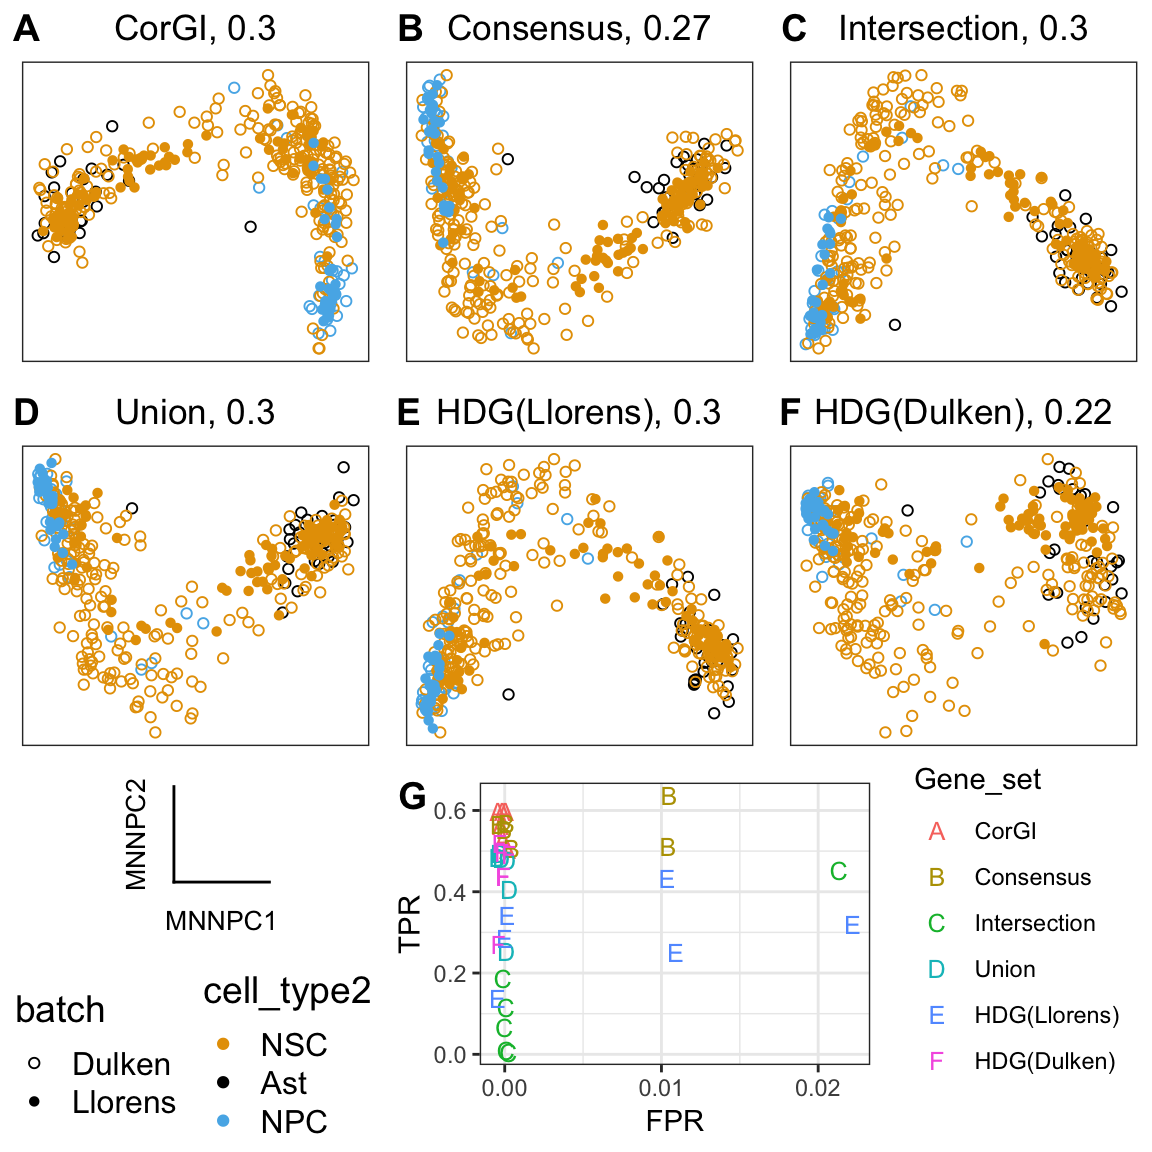 A CorGI, 0.3
B Consensus, 0.27
C Intersection, 0.3
D Union, 0.3
E HDG(Llorens), 0.3
F HDG(Dulken), 0.22
MNNPC2
MNNPC1
batch
Dulken
Llorens
cell_type2
NSC
Ast
NPC
G
TPR
0.6
0.4
0.2
0.0
0.00
0.01
0.02
FPR
B
B
C
E
E
E
D
E
D
F
C
C
C
E
Gene_set
A CorGI
B Consensus
C Intersection
D Union
E HDG(Llorens)
F HDG(Dulken)